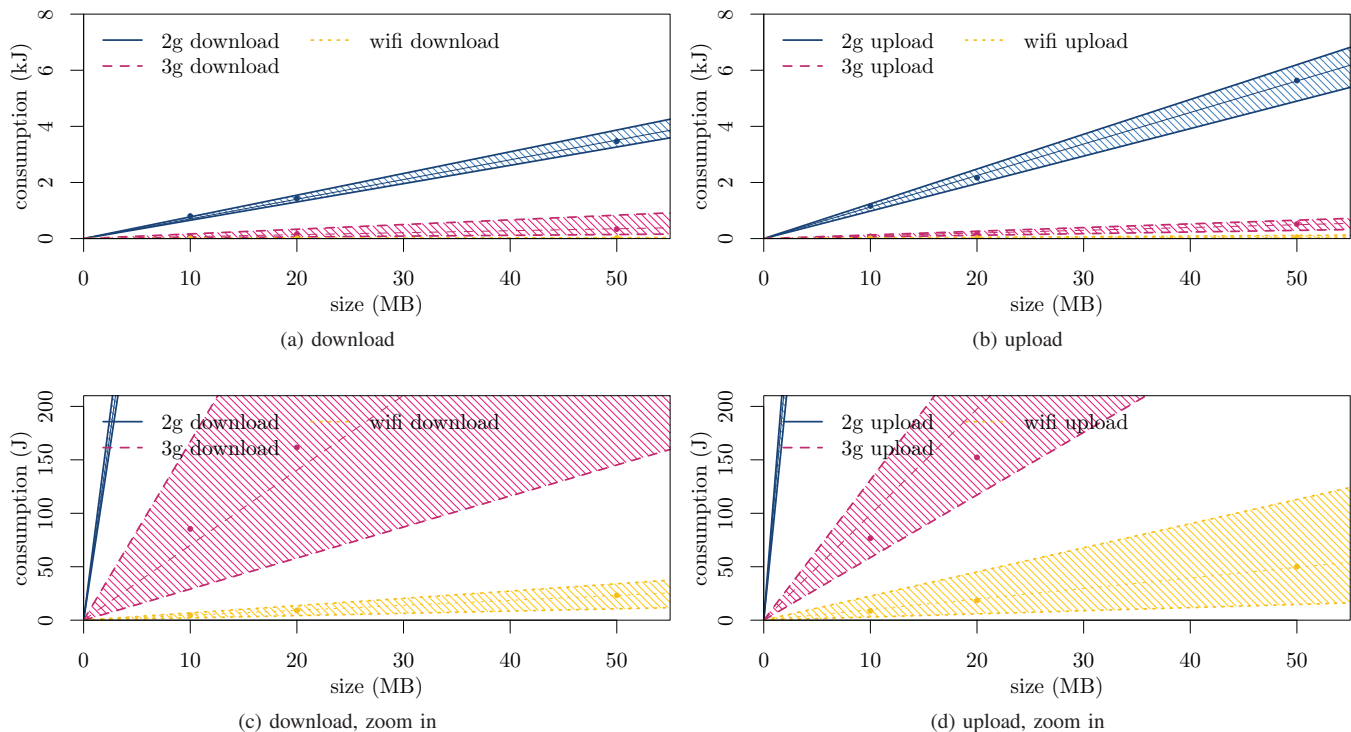 consumption (kJ)
0 2 4 6 8
2g download
wifi download
3g download
0 10 20 30 40 50
size (MB)
(a) download
consumption (kJ)
0 2 4 6 8
2g upload
wifi upload
3g upload
0 10 20 30 40 50
size (MB)
(b) upload
consumption (J)
0 50 100 150 200
2g download
wifi download
3g download
0 10 20 30 40 50
size (MB)
(c) download, zoom in
consumption (J)
0 50 100 150 200
2g upload
wifi upload
3g upload
0 10 20 30 40 50
size (MB)
(d) upload, zoom in